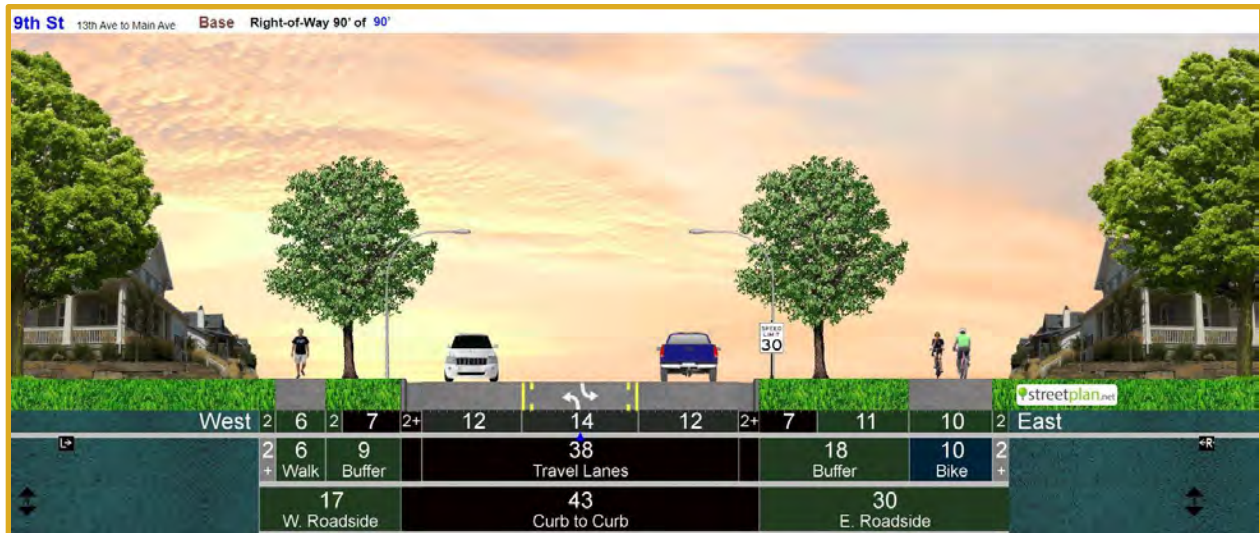 9th St 13th Ave to Main Ave Base Right-of-Way 90' of 90'
SPEED
LIMIT
30
streetplan.net
West 2 6 2 7 2+ 12 14 12 2+ 7 11 10 2 East
2 6 9 38 18 10 2
+ Walk Buffer Travel Lanes Buffer Bike +
17 43 30
W. Roadside Curb to Curb E. Roadside